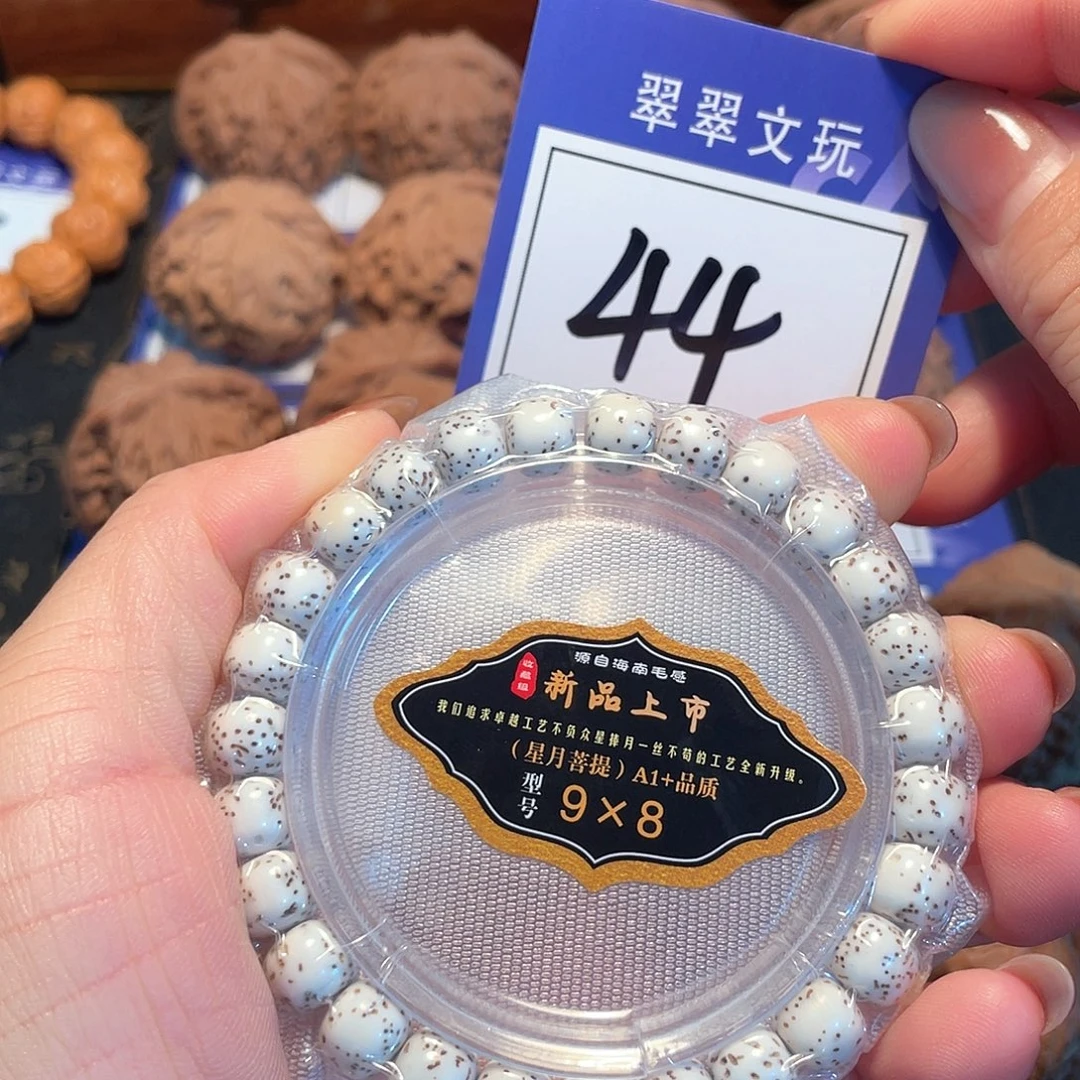 翠翠文玩
44
源自海南毛感
收藏级
新品上市
我们追求卓越工艺不负众星捧月一丝不苟的工艺全新升级。
（星月菩提）A1+品质
型号 9×8